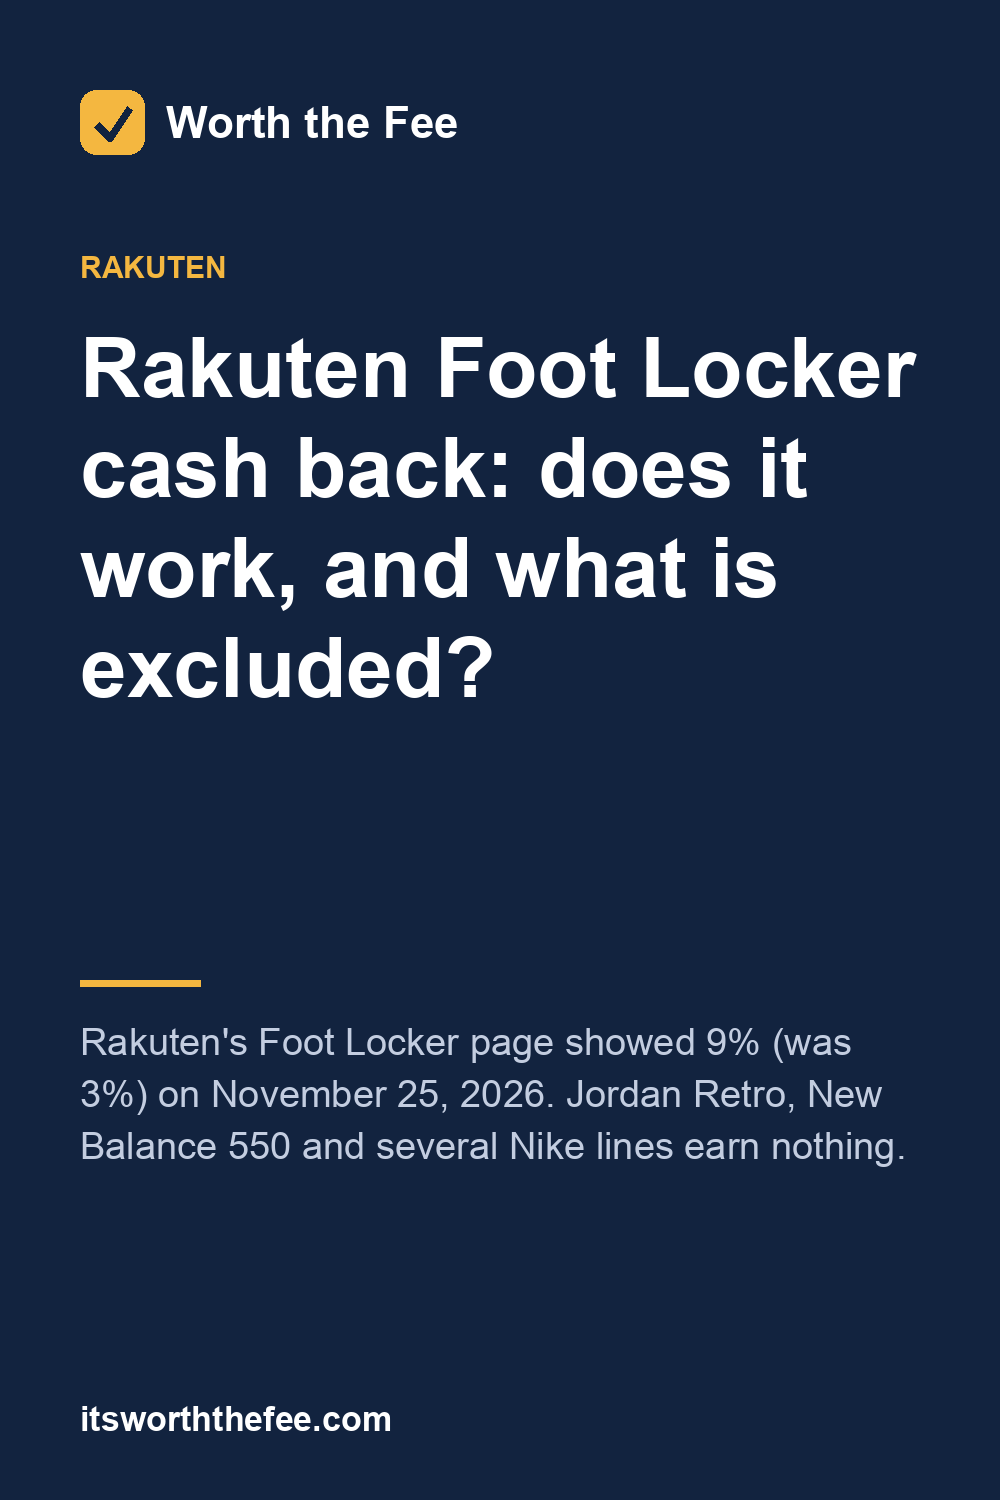 Worth the Fee
RAKUTEN
Rakuten Foot Locker
cash back: does it
work, and what is
excluded?
Rakuten's Foot Locker page showed 9% (was
3%) on November 25, 2026. Jordan Retro, New
Balance 550 and several Nike lines earn nothing.
itsworththefee.com